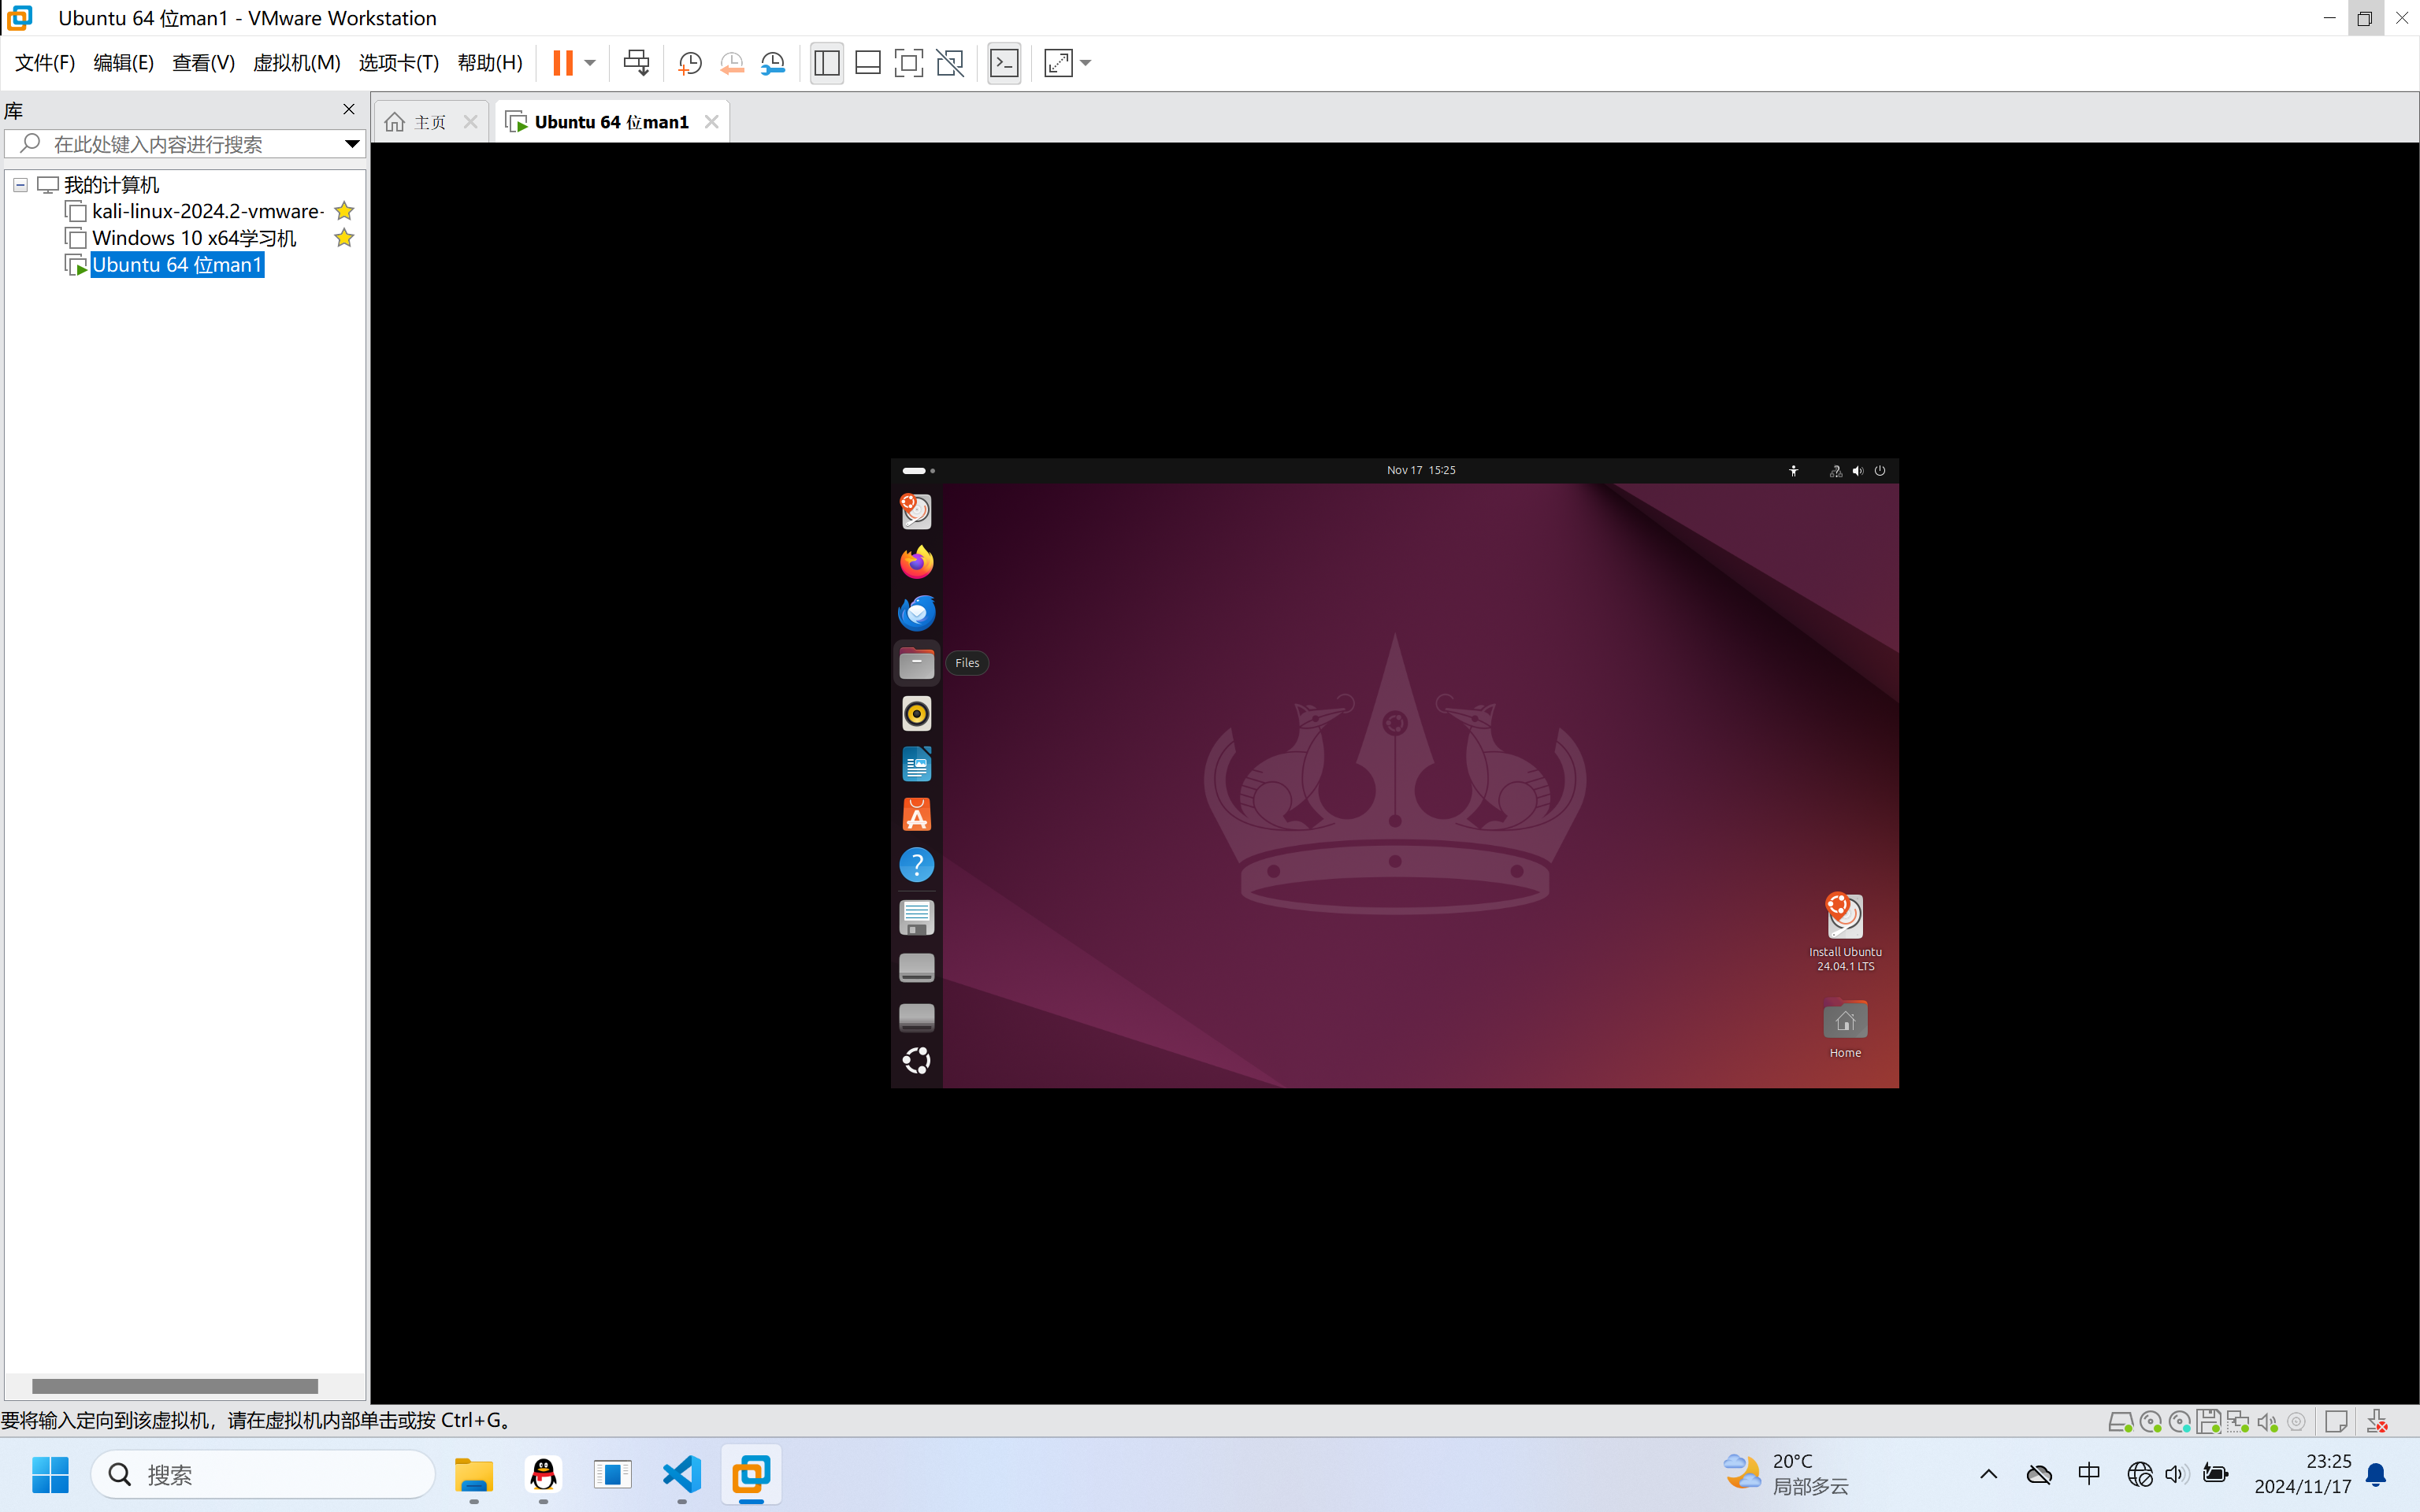 Ubuntu 64 位man1 - VMware Workstation
文件(F) 编辑(E) 查看(V) 虚拟机(M) 选项卡(T) 帮助(H)
库
在此处键入内容进行搜索
我的计算机
kali-linux-2024.2-vmware-
Windows 10 x64学习机
Ubuntu 64 位man1
主页
Ubuntu 64 位man1
Nov 17 15:25
Files
Install Ubuntu
24.04.1 LTS
Home
要将输入定向到该虚拟机，请在虚拟机内部单击或按 Ctrl+G。
搜索
20°C
局部多云
中
23:25
2024/11/17